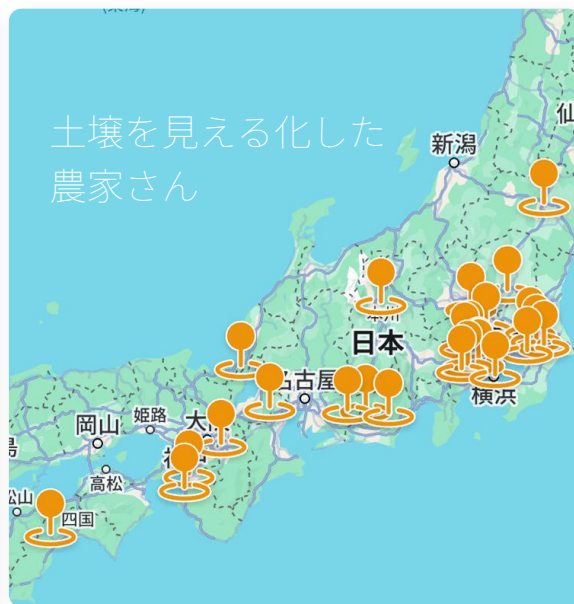 土壌を見える化した
農家さん
新潟
仙
日本
名古屋
横浜
姫路
岡山
大
高松
松山
四国